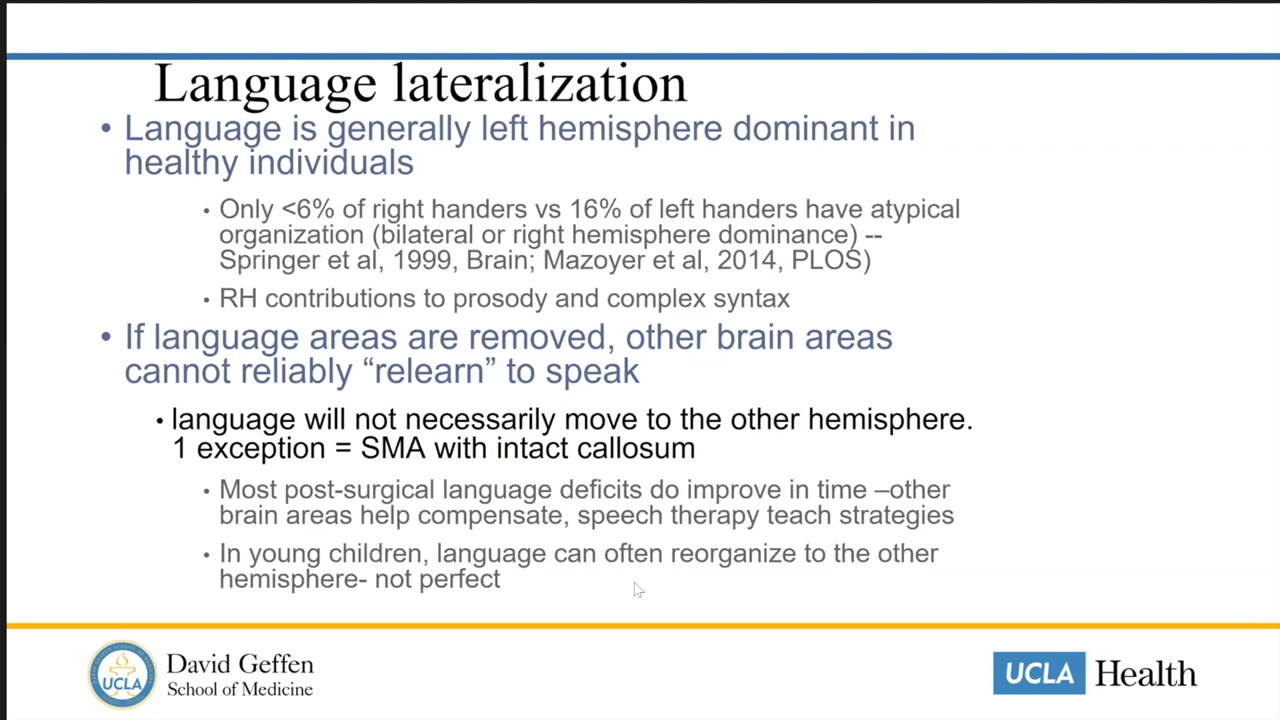 Language lateralization
• Language is generally left hemisphere dominant in
healthy individuals
• Only <6% of right handers vs 16% of left handers have atypical
organization (bilateral or right hemisphere dominance) --
Springer et al, 1999, Brain; Mazoyer et al, 2014, PLOS)
• RH contributions to prosody and complex syntax
• If language areas are removed, other brain areas
cannot reliably “relearn” to speak
• language will not necessarily move to the other hemisphere.
1 exception = SMA with intact callosum
• Most post-surgical language deficits do improve in time –other
brain areas help compensate, speech therapy teach strategies
• In young children, language can often reorganize to the other
hemisphere- not perfect
UCLA
David Geffen
School of Medicine
UCLA Health